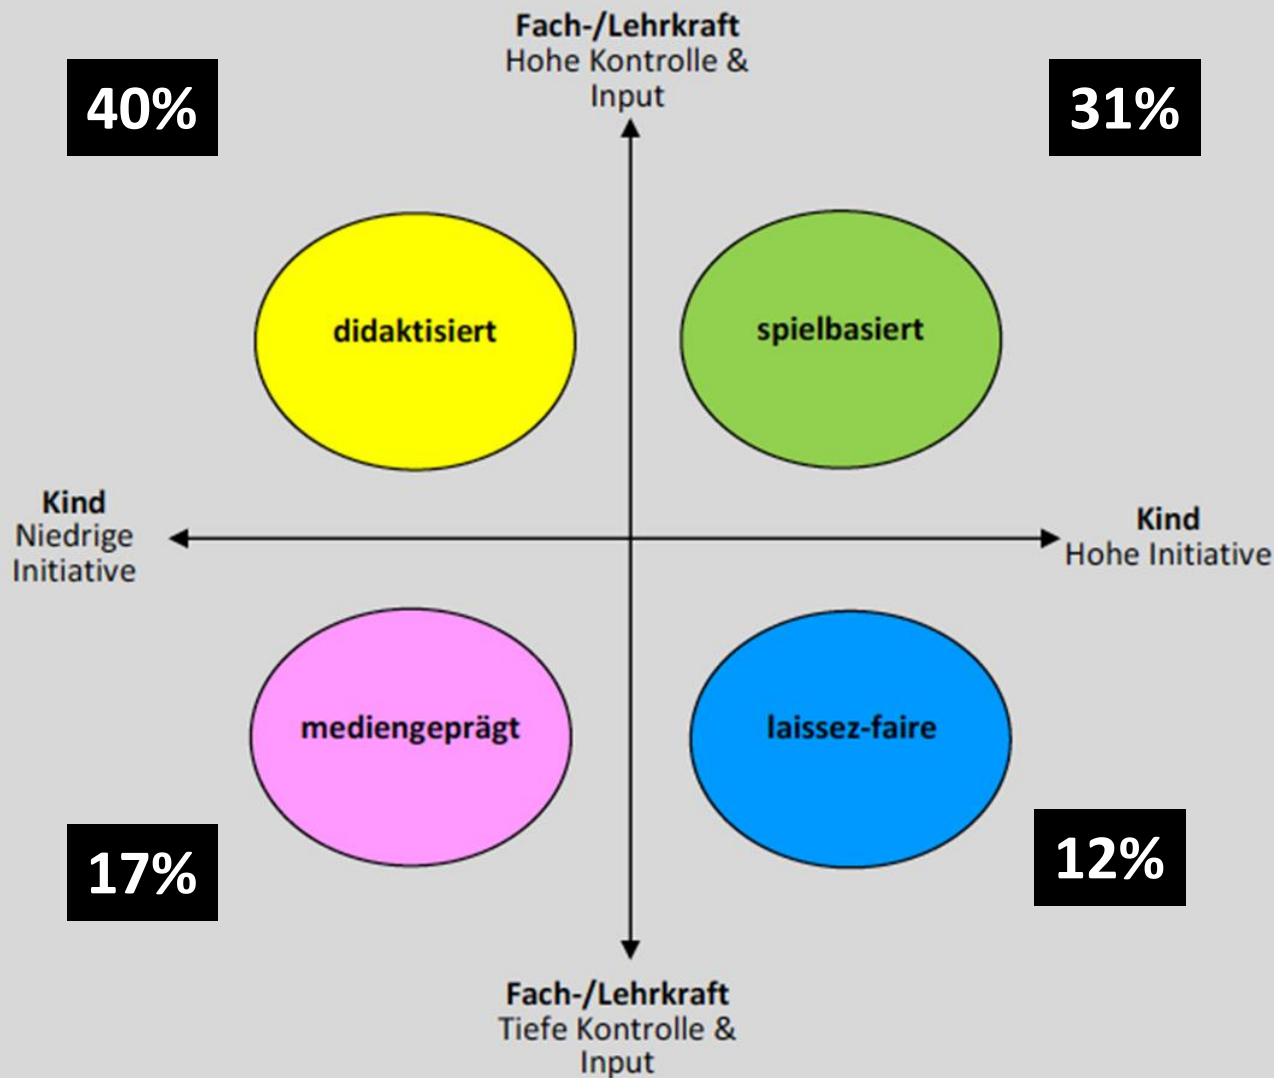 Fach-/Lehrkraft
Hohe Kontrolle &
Input
40%
31%
didaktisiert
spielbasiert
Kind
Niedrige
Initiative
Kind
Hohe Initiative
mediengeprägt
laissez-faire
17%
12%
Fach-/Lehrkraft
Tiefe Kontrolle &
Input